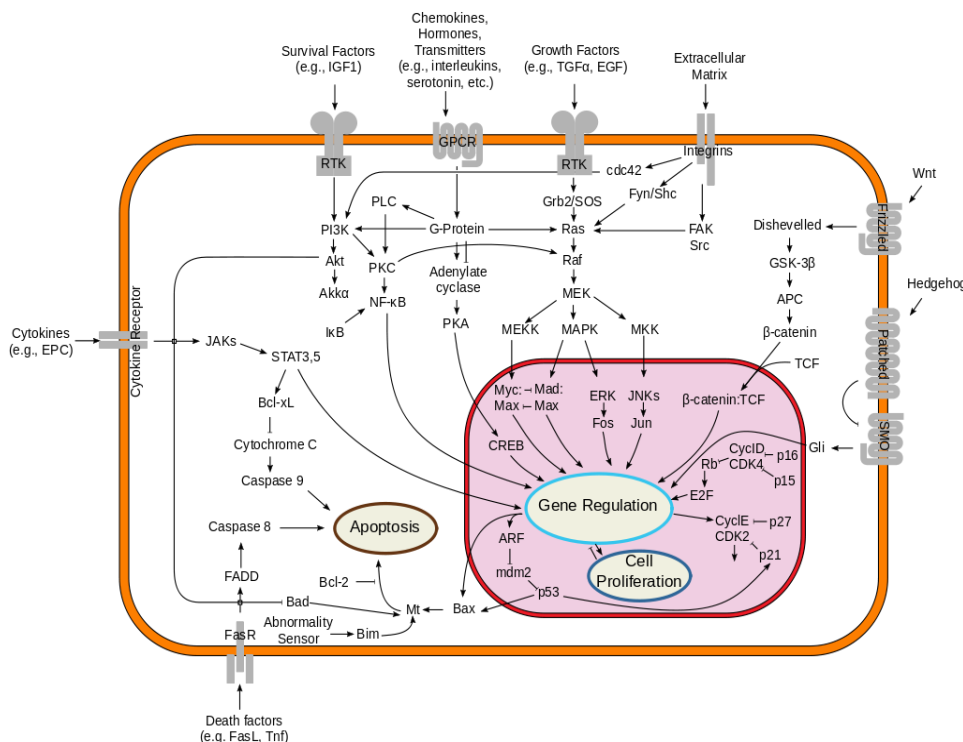 Chemokines,
Hormones,
Transmitters
(e.g., interleukins,
serotonin, etc.)
Survival Factors
(e.g., IGF1)
Growth Factors
(e.g., TGFα, EGF)
Extracellular
Matrix
RTK
GPCR
RTK
Integrins
cdc42
Wnt
Frizzled
PLC
Grb2/SOS
Fyn/Shc
PI3K
G-Protein
Ras
FAK
Src
Dishevelled
Akt
PKC
Adenylate
cyclase
Raf
GSK-3β
Hedgehog
Akkα
NF-κB
MEK
APC
IκB
PKA
MEKK
MAPK
MKK
β-catenin
Cytokines
(e.g., EPC)
Cytokine Receptor
JAKs
STAT3,5
TCF
Patched
Bcl-xL
Myc:
Max
Mad:
Max
ERK
Fos
JNKs
Jun
β-catenin:TCF
SMO
Cytochrome C
CREB
Gli
CycID
CDK4
p16
p15
Rb
E2F
Caspase 9
Gene Regulation
Caspase 8
Apoptosis
ARF
CyclE
CDK2
p27
p21
mdm2
Cell
Proliferation
FADD
Bcl-2
p53
Bad
Mt
Bax
Abnormality
Sensor
Bim
FasR
Death factors
(e.g. FasL, Tnf)